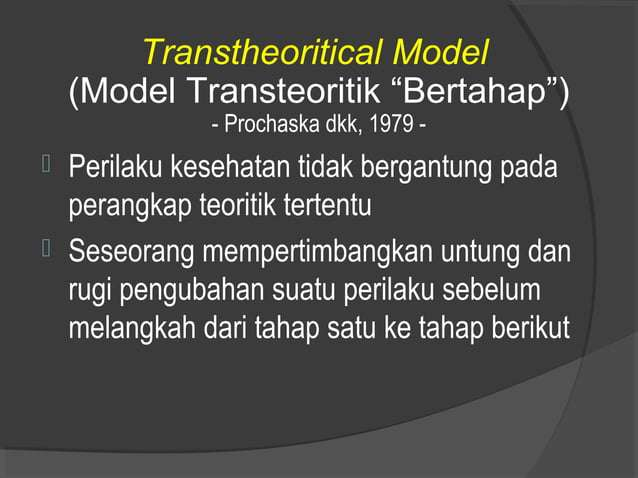 Transtheoritical Model
(Model Transteoritik “Bertahap”)
- Prochaska dkk, 1979 -
Perilaku kesehatan tidak bergantung pada
perangkap teoritik tertentu
Seseorang mempertimbangkan untung dan
rugi pengubahan suatu perilaku sebelum
melangkah dari tahap satu ke tahap berikut